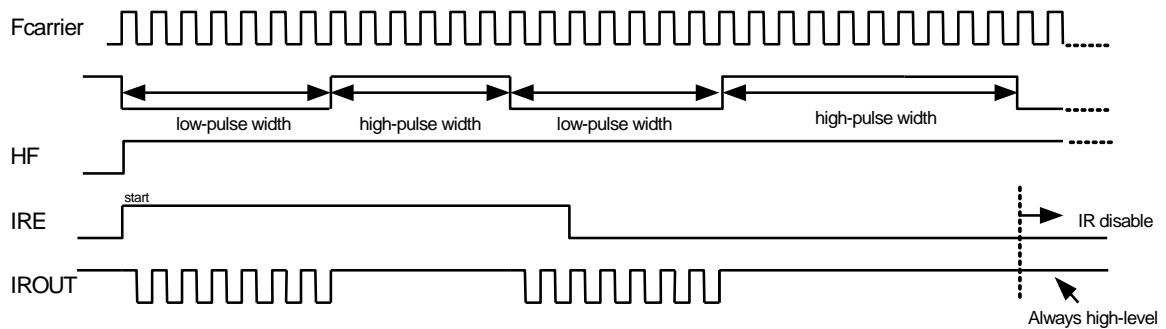 Fcarrier
low-pulse width
high-pulse width
low-pulse width
high-pulse width
HF
start
IRE
IR disable
IROUT
Always high-level